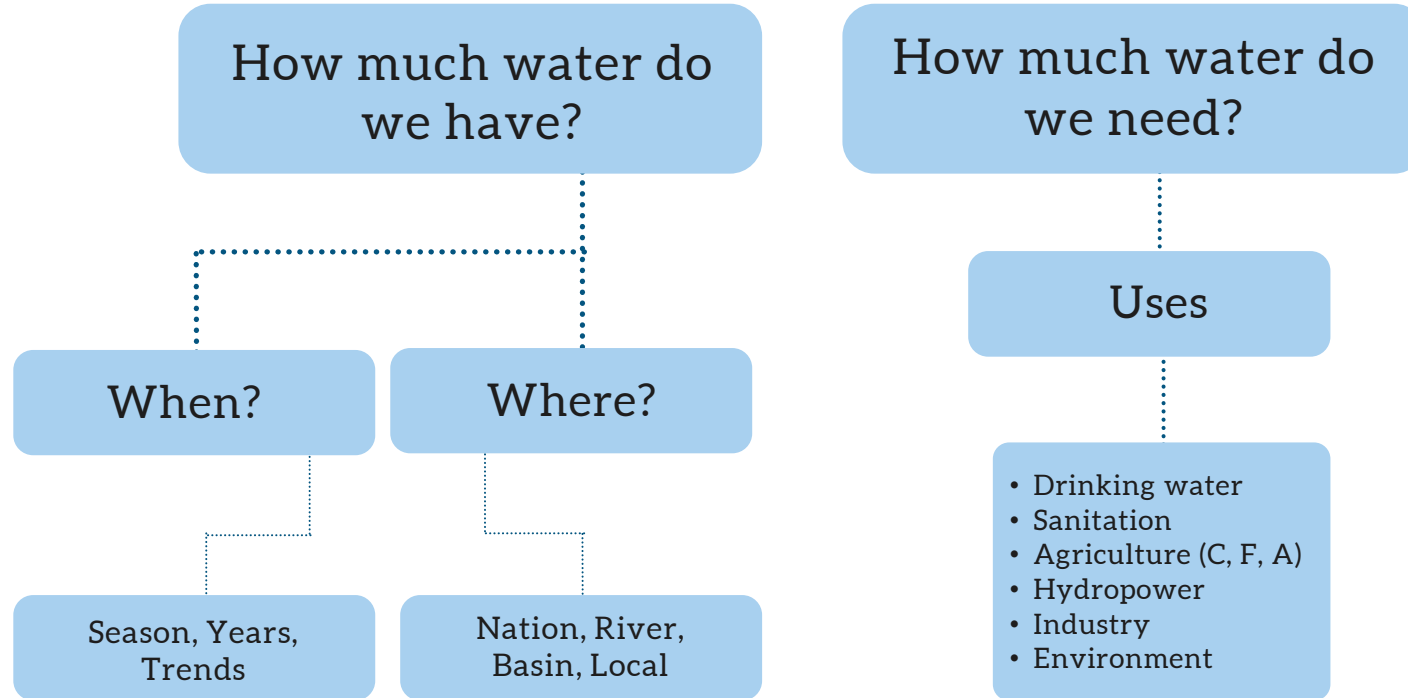 How much water do
we have?
How much water do
we need?
Uses
When?
Where?
• Drinking water
• Sanitation
• Agriculture (C, F, A)
• Hydropower
• Industry
• Environment
Season, Years,
Trends
Nation, River,
Basin, Local